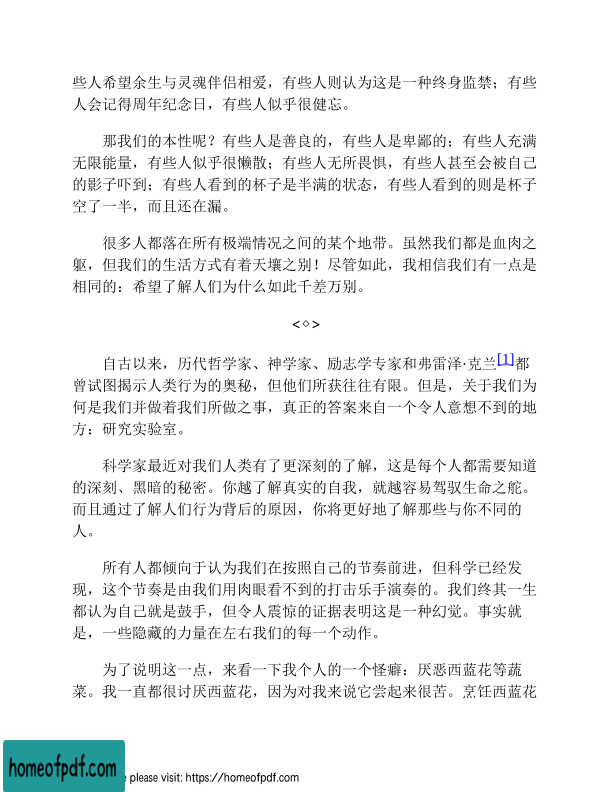 些人希望余生与灵魂伴侣相爱，有些人则认为这是一种终身监禁；有些
人会记得周年纪念日，有些人似乎很健忘。
那我们的本性呢？有些人是善良的，有些人是卑鄙的；有些人充满
无限能量，有些人似乎很懒散；有些人无所畏惧，有些人甚至会被自己
的影子吓到；有些人看到的杯子是半满的状态，有些人看到的则是杯子
空了一半，而且还在漏。
很多人都落在所有极端情况之间的某个地带。虽然我们都是血肉之
躯，但我们的生活方式有着天壤之别！尽管如此，我相信我们有一点是
相同的：希望了解人们为什么如此千差万别。
<◇>
自古以来，历代哲学家、神学家、励志学专家和弗雷泽·克兰[1]都
曾试图揭示人类行为的奥秘，但他们所获往往有限。但是，关于我们为
何是我们并做着我们所做之事，真正的答案来自一个令人意想不到的地
方：研究实验室。
科学家最近对我们人类有了更深刻的了解，这是每个人都需要知道
的深刻、黑暗的秘密。你越了解真实的自我，就越容易驾驭生命之舵。
而且通过了解人们行为背后的原因，你将更好地了解那些与你不同的
人。
所有人都倾向于认为我们在按照自己的节奏前进，但科学已经发
现，这个节奏是由我们用肉眼看不到的打击乐手演奏的。我们终其一生
都认为自己就是鼓手，但令人震惊的证据表明这是一种幻觉。事实就
是，一些隐藏的力量在左右我们的每一个动作。
为了说明这一点，来看一下我个人的一个怪癖：厌恶西蓝花等蔬
菜。我一直都很讨厌西蓝花，因为对我来说它尝起来很苦。烹饪西蓝花
homeofpdf.com
e please visit: https://homeofpdf.com